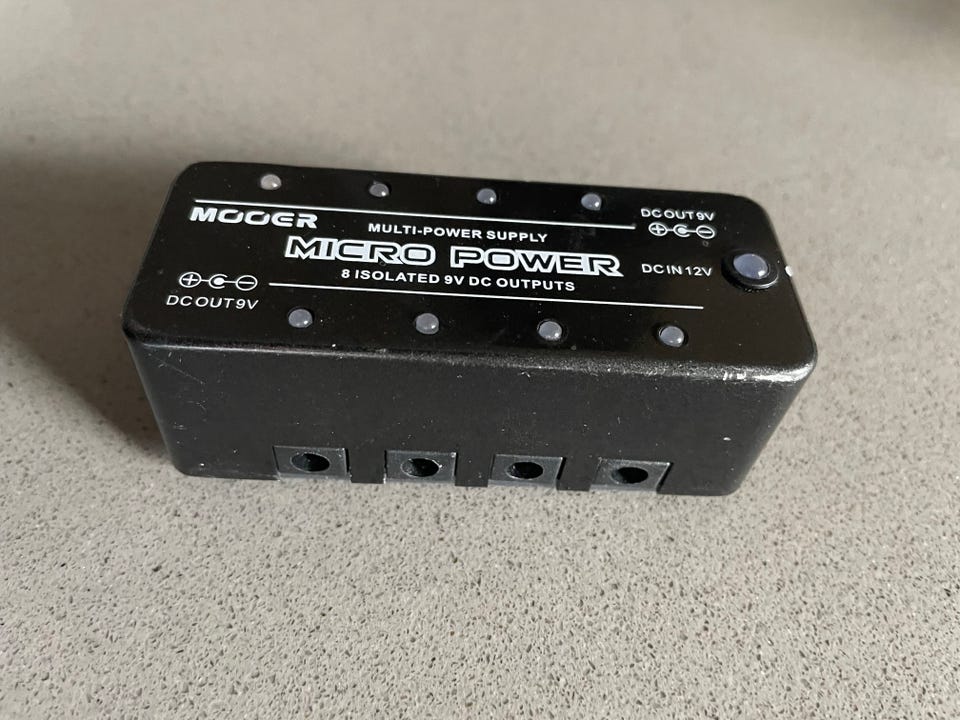 MOOER
MULTI-POWER SUPPLY
MICRO POWER
8 ISOLATED 9V DC OUTPUTS
DC OUT 9V
DC IN 12V
DC OUT 9V